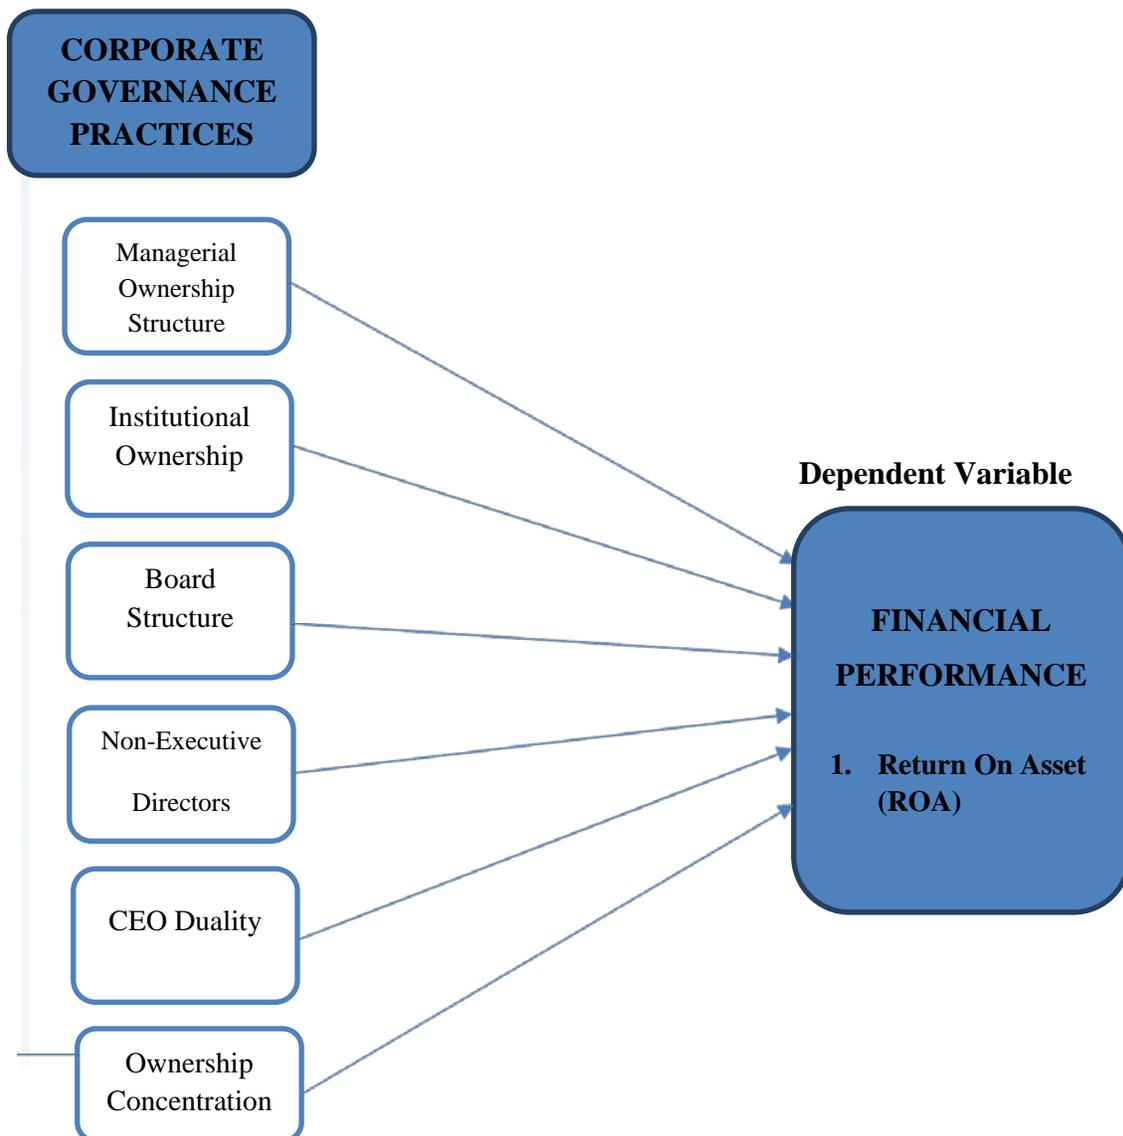 CORPORATE
GOVERNANCE
PRACTICES
Managerial
Ownership
Structure
Institutional
Ownership
Board
Structure
Non-Executive
Directors
CEO Duality
Ownership
Concentration
Dependent Variable
FINANCIAL
PERFORMANCE
1. Return On Asset
(ROA)